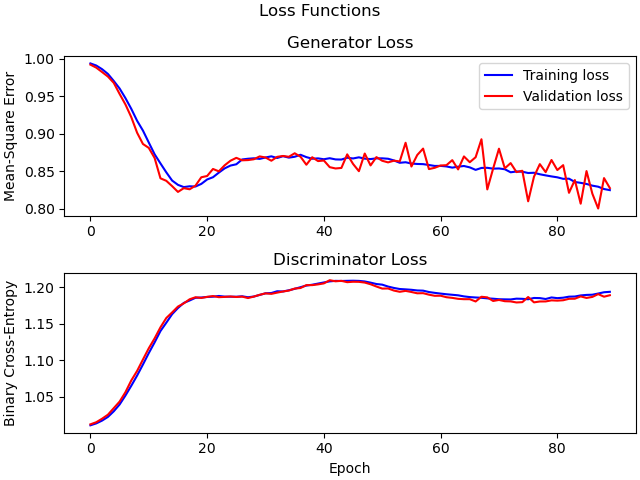 Loss Functions
Generator Loss
Mean-Square Error
1.00
0.95
0.90
0.85
0.80
Training loss
Validation loss
0
20
40
60
80
Discriminator Loss
Binary Cross-Entropy
1.20
1.15
1.10
1.05
0
20
40
60
80
Epoch